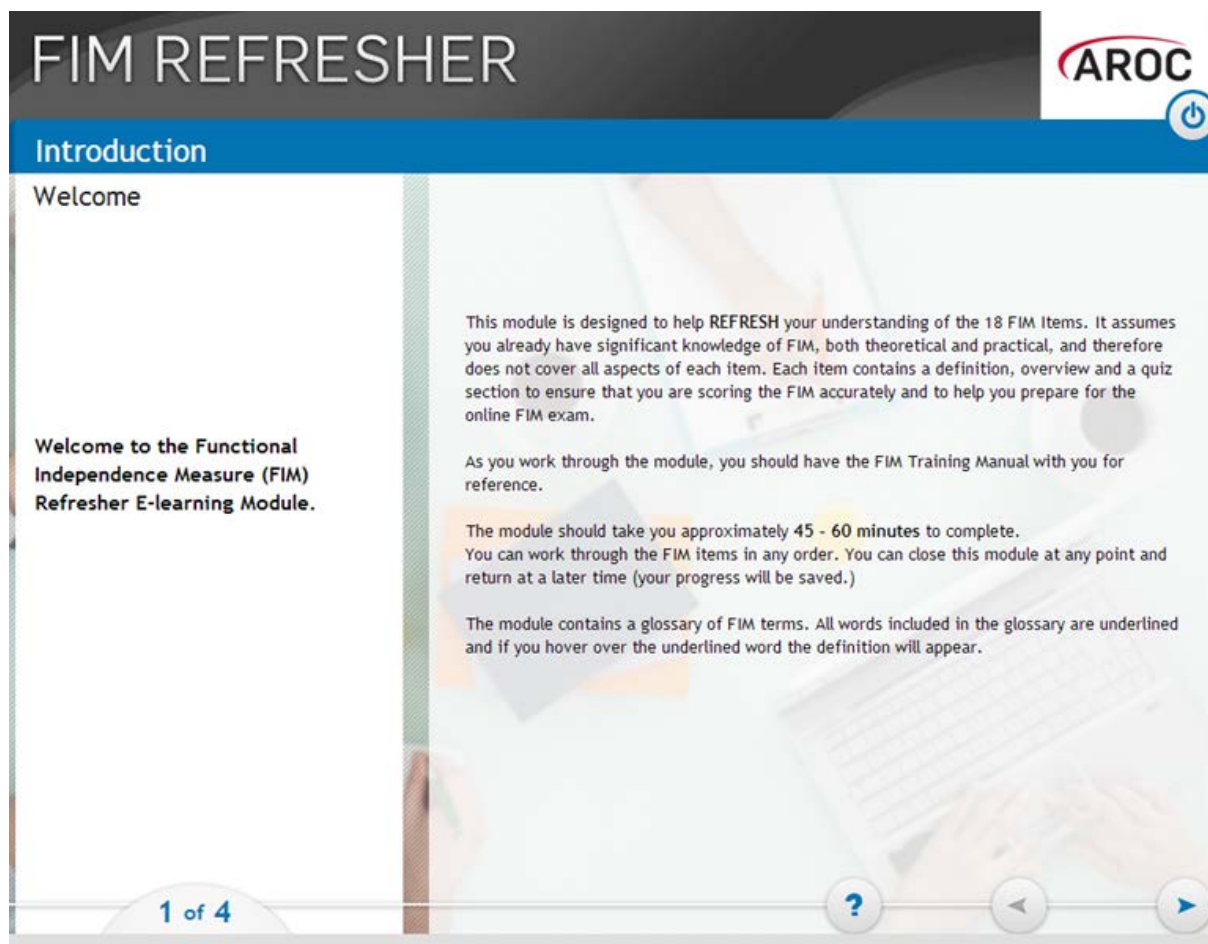 FIM REFRESHER
AROC
Introduction
Welcome
Welcome to the Functional
Independence Measure (FIM)
Refresher E-learning Module.
This module is designed to help REFRESH your understanding of the 18 FIM Items. It assumes
you already have significant knowledge of FIM, both theoretical and practical, and therefore
does not cover all aspects of each item. Each item contains a definition, overview and a quiz
section to ensure that you are scoring the FIM accurately and to help you prepare for the
online FIM exam.
As you work through the module, you should have the FIM Training Manual with you for
reference.
The module should take you approximately 45 - 60 minutes to complete.
You can work through the FIM items in any order. You can close this module at any point and
return at a later time (your progress will be saved.)
The module contains a glossary of FIM terms. All words included in the glossary are underlined
and if you hover over the underlined word the definition will appear.
1 of 4
?